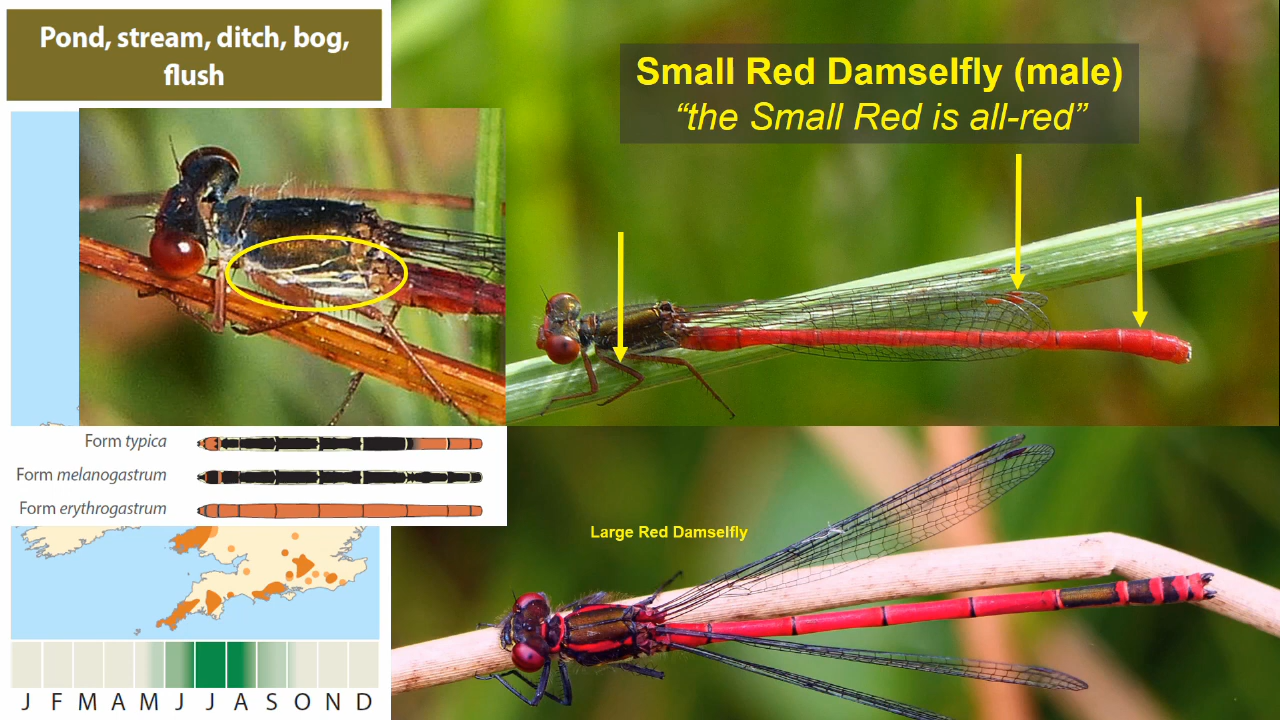 Pond, stream, ditch, bog,
flush
Small Red Damselfly (male)
“the Small Red is all-red”
Form typica
Form melanogastrum
Form erythrogastrum
Large Red Damselfly
J F M A M J J A S O N D